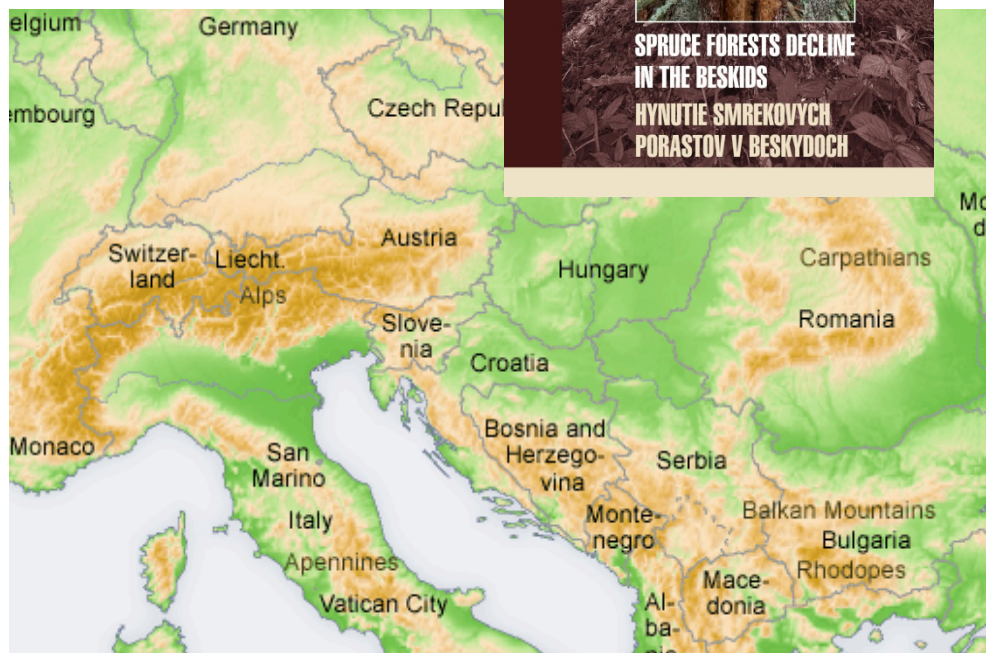 elgium
Germany
SPRUCE FORESTS DECLINE
IN THE BESKIDS
HYNUTIE SMREKOVÝCH
PORASTOV V BESKYDOCH
embourg
Czech Repu
Mo
d
Switzer-
land
Liecht.
Austria
Alps
Hungary
Carpathians
Slove-
nia
Romania
Croatia
Monaco
San
Marino
Bosnia and
Herzego-
vina
Serbia
Italy
Monte-
negro
Balkan Mountains
Bulgaria
Apennines
Rhodopes
Vatican City
Mace-
donia
Al-
ba-